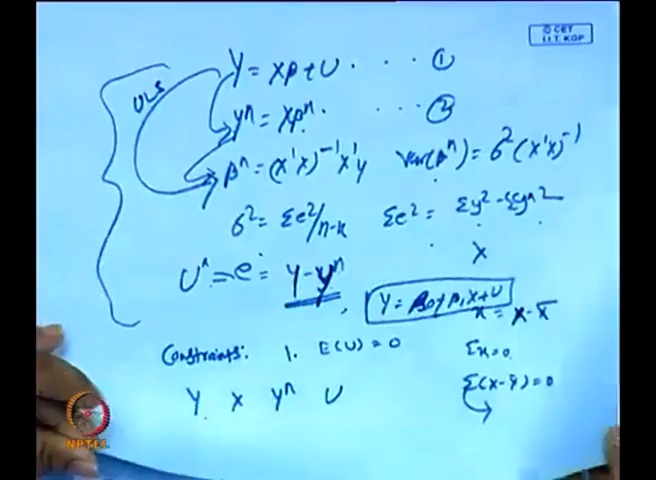 © CET
I.I.T. KGP
Y = Xβ + U . . . . ①
Y^ = Xβ^ . . . . ②
OLS
β^ = (X'X)⁻¹X'y Var(β^) = σ²(X'X)⁻¹
σ² = Σe²/n-k Σe² = Σy² - Σy^²
x
U^ = e = Y - Y^
Y = β₀ + β₁X + U
x = X - X̄
Constraints: 1. E(U) = 0
Σx = 0
Y X Y^ U
Σ(X - X̄) = 0
NPTEL